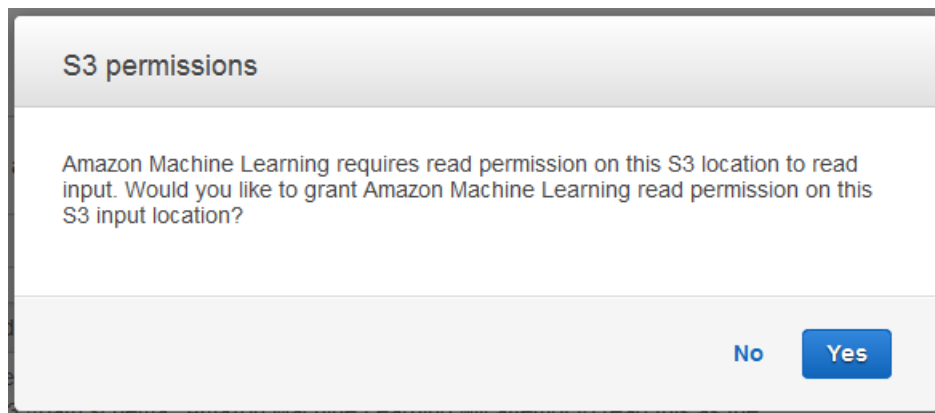 S3 permissions
Amazon Machine Learning requires read permission on this S3 location to read
input. Would you like to grant Amazon Machine Learning read permission on this
S3 input location?
No
Yes